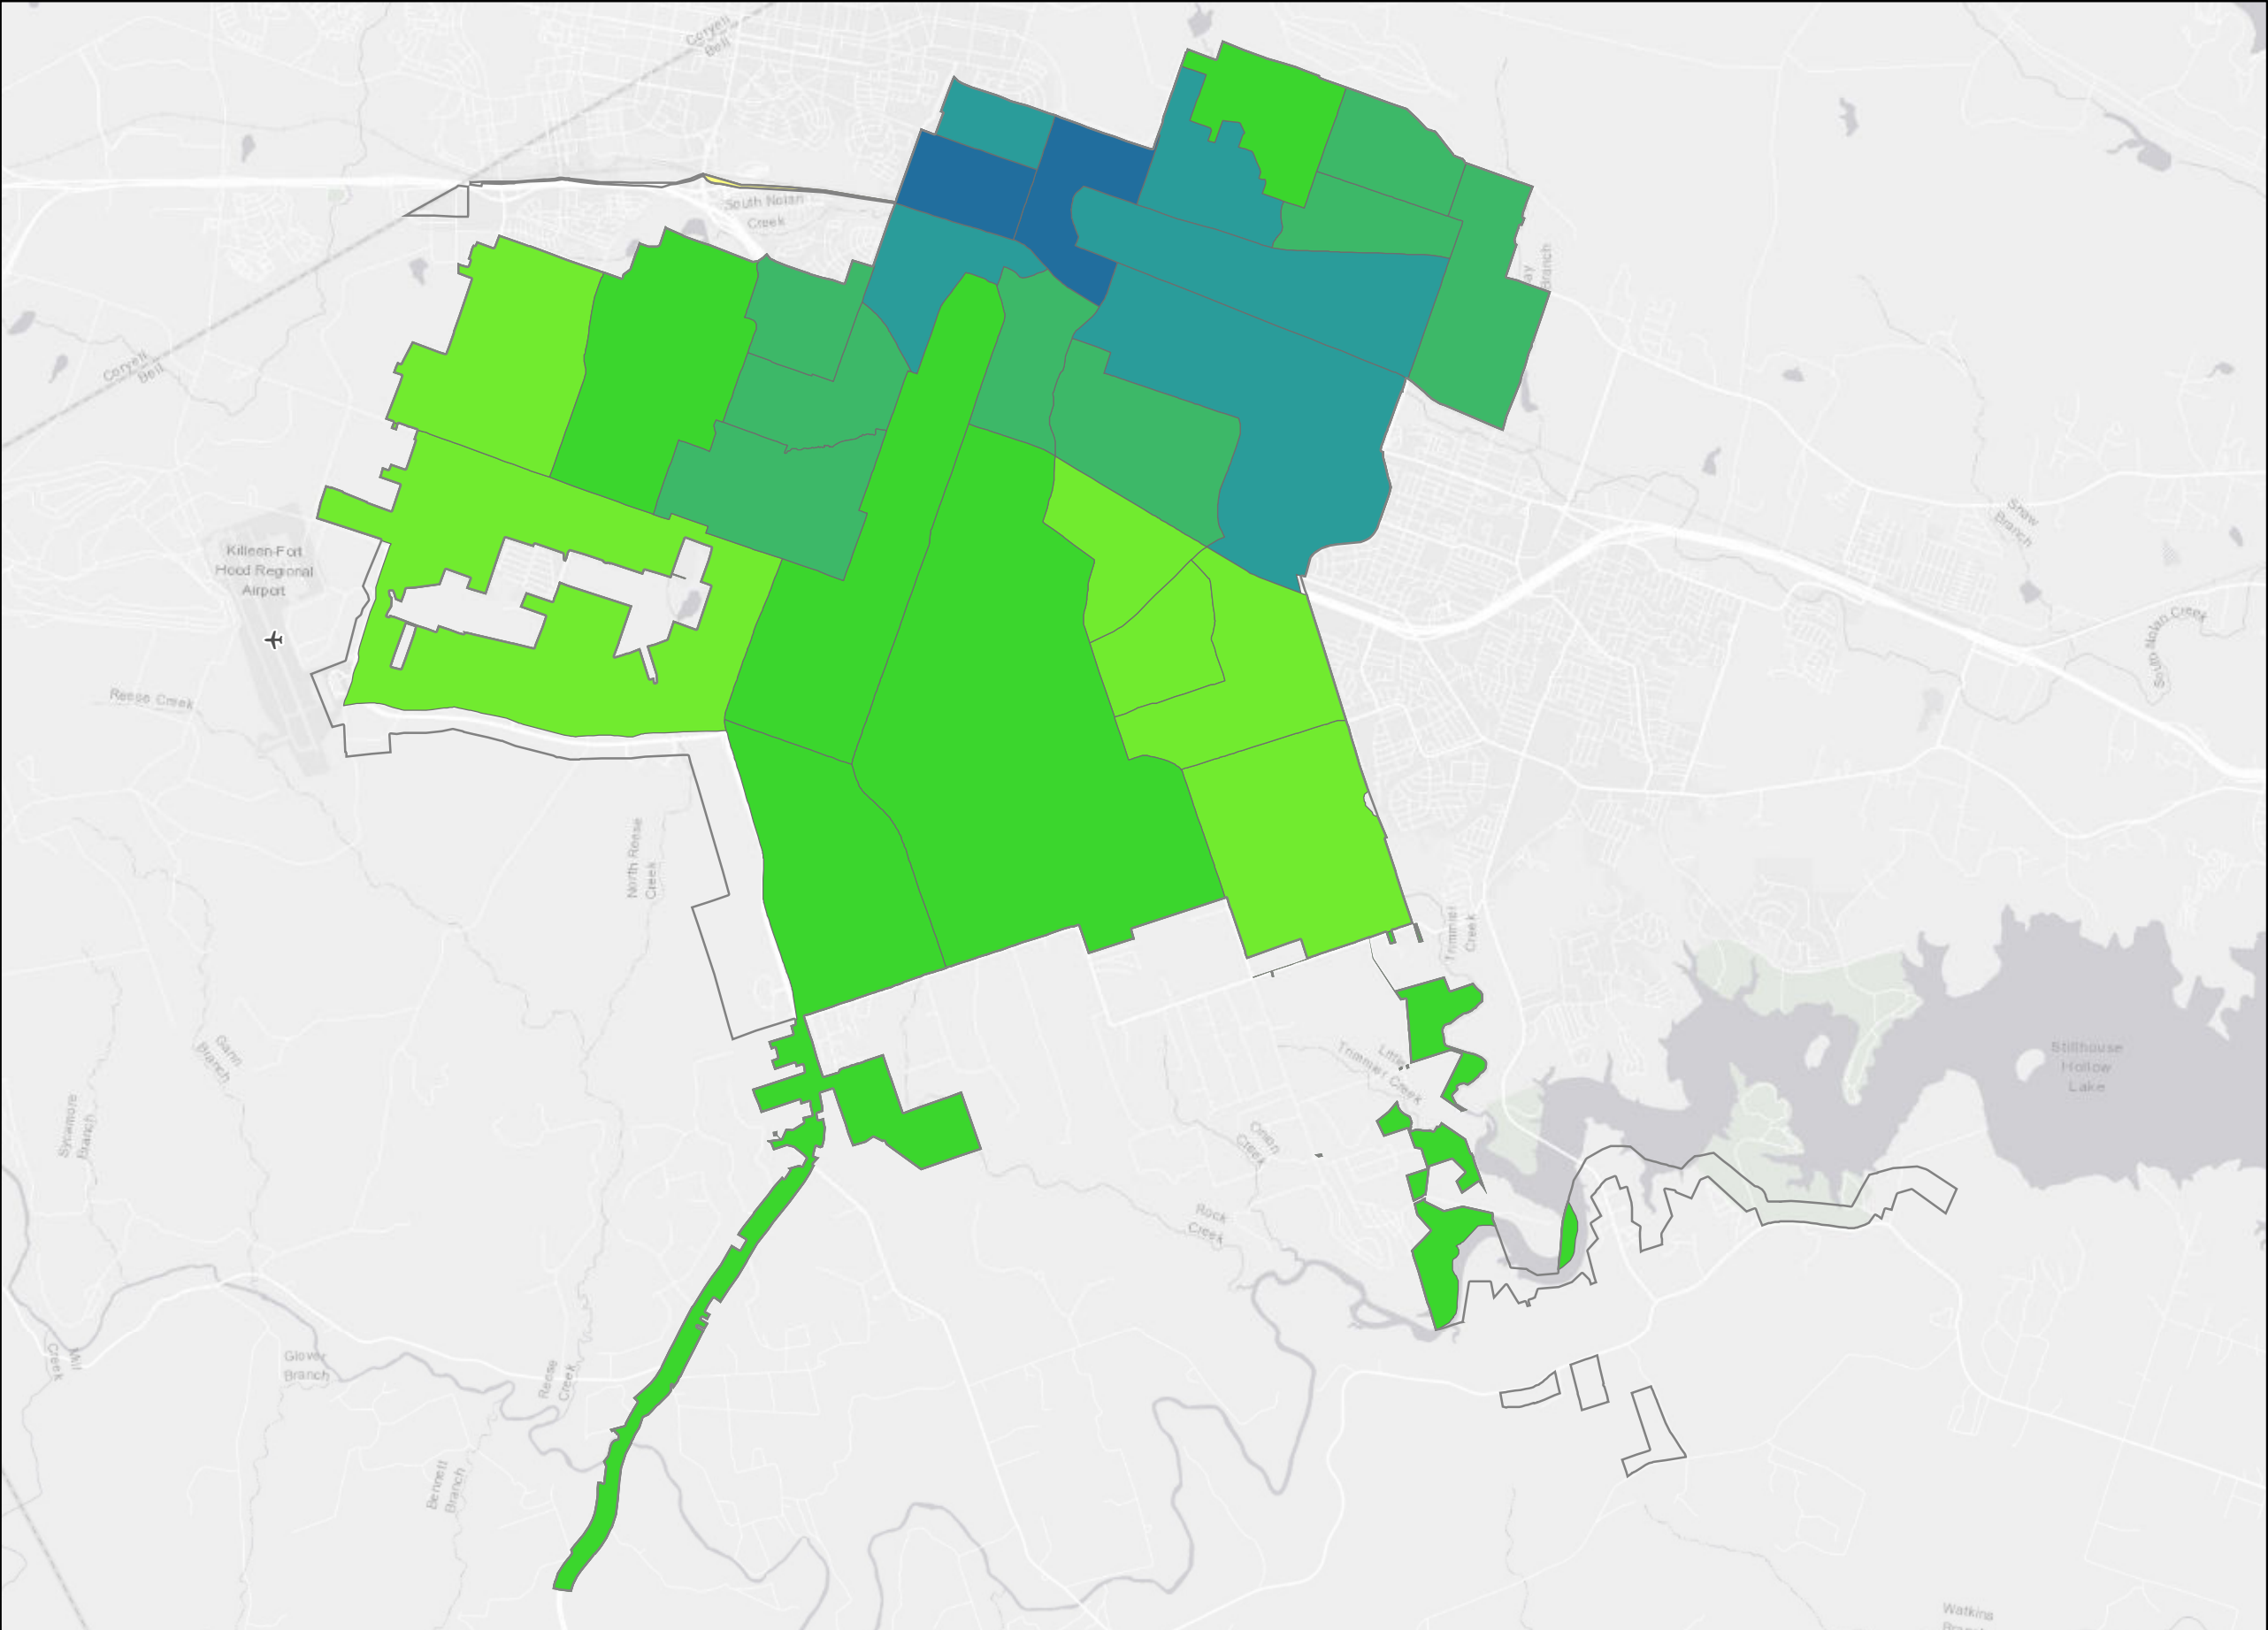 Coryell
Bell
South Nolan
Creek
Branch
Coryell
Bell
Shaw
Branch
Killeen-Fort
Hood Regional
Airport
South Nolan Creek
Reese Creek
North Reese
Creek
Trimmier
Creek
Gann
Branch
Stillhouse
Hollow
Lake
Little
Trimmier Creek
Sycamore
Branch
Onion
Creek
Rock
Creek
Mill
Creek
Glover
Branch
Reese
Creek
Bennett
Branch
Watkins